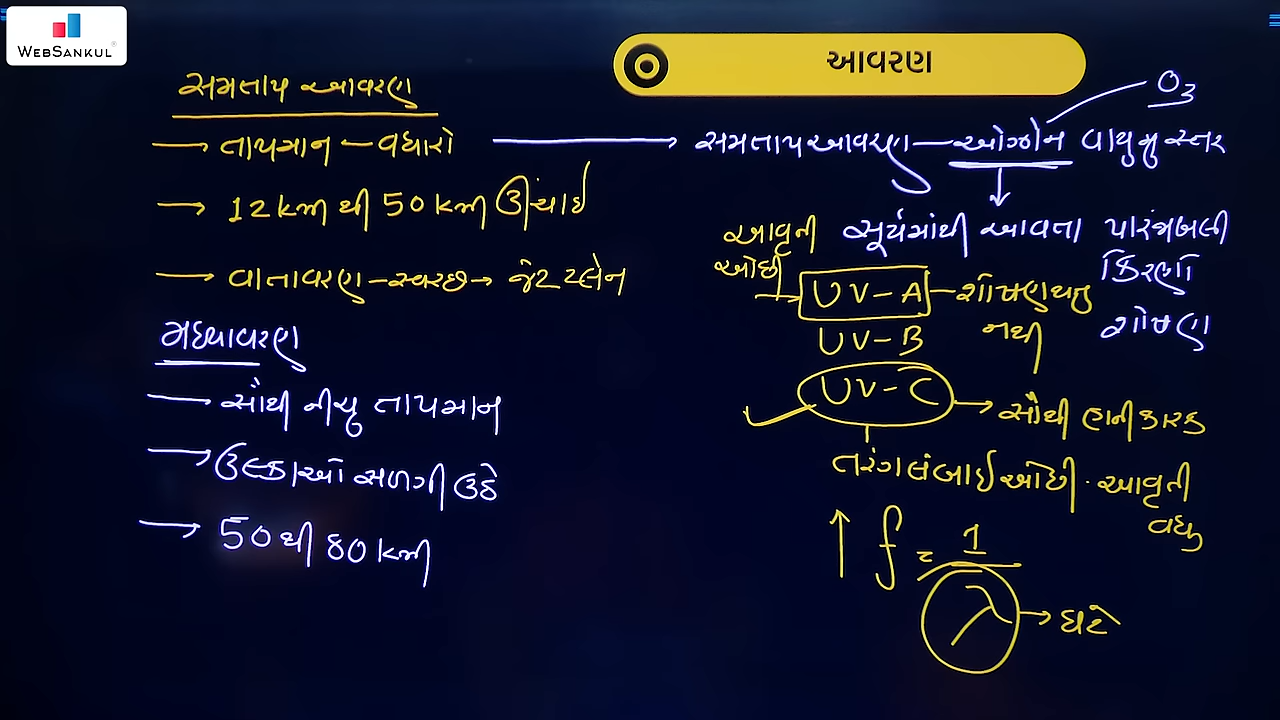 WEBSANKUL
આવરણ
સમતાપ આવરણ
→ તાપમાન – વધારો → સમતાપ આવરણ – ઓઝોન વાયુનુ સ્તર
O3
→ 12 km થી 50 km ઊંચાઇ
→ વાતાવરણ – સ્વચ્છ → જેટ પ્લેન
મધ્યાવરણ
→ સૌથી નીચુ તાપમાન
→ ઉલ્કાઓ સળગી ઉઠે
→ 50 થી 80 km
સૂર્યમાંથી આવતા પારજાંબલી
કિરણો
શોષણ
આવૃતી
ઓછી
→ UV-A – શોષણ થતુ
નથી
UV-B
✓ UV-C → સૌથી હાનીકારક
તરંગલંબાઇ ઓછી. આવૃતી
વધુ
↑ f = 1
λ → ઘટે